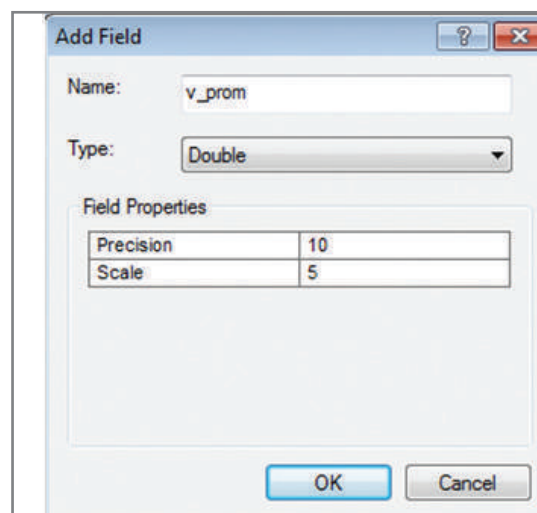 Add Field
?
Name: v_prom
Type: Double
Field Properties
Precision 10
Scale 5
OK Cancel